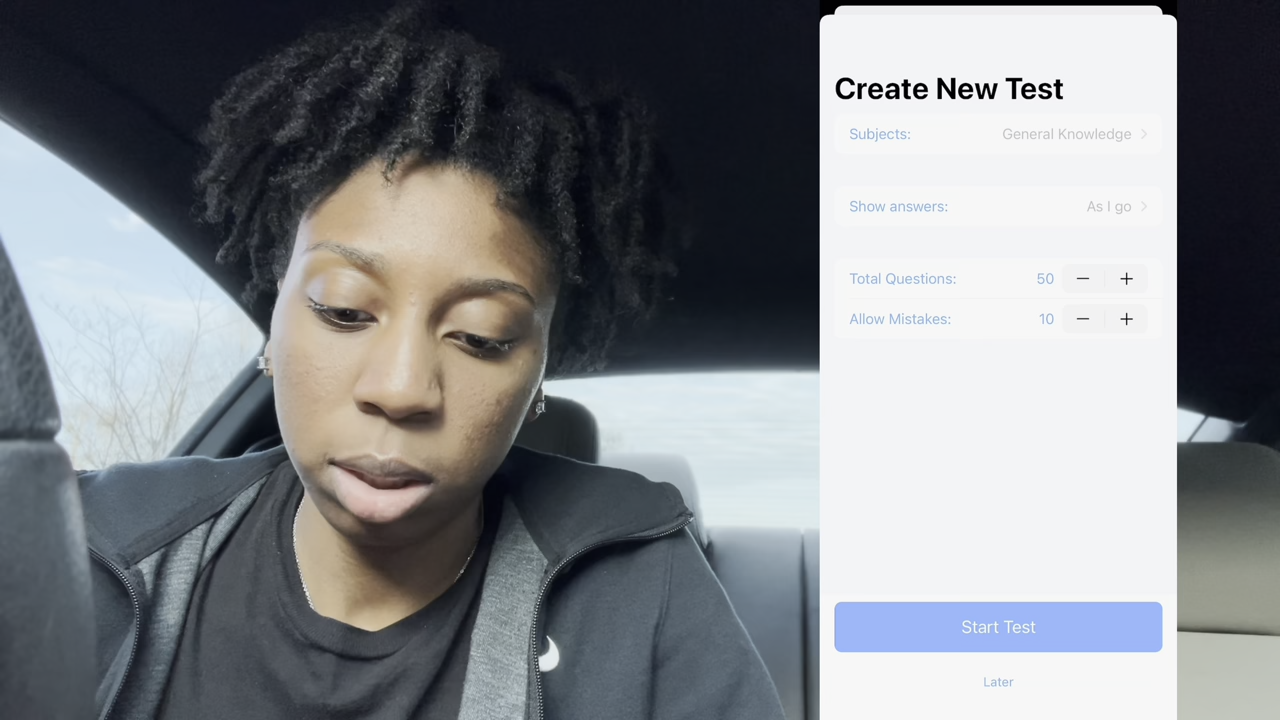 Create New Test
Subjects: General Knowledge
Show answers: As I go
Total Questions: 50
Allow Mistakes: 10
Start Test
Later